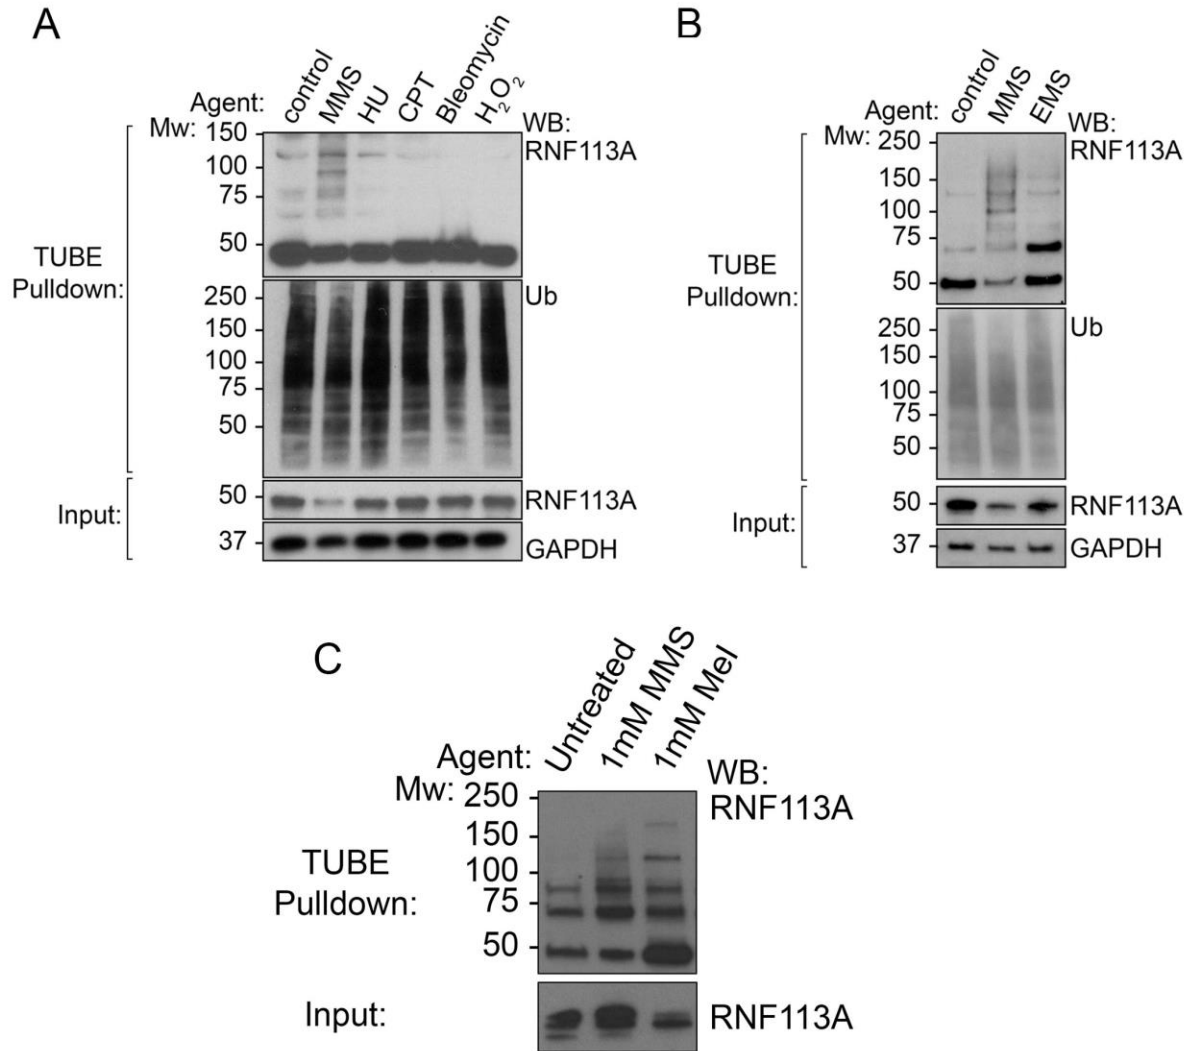 A
Agent: control MMS HU CPT Bleomycin H₂O₂
Mw: WB:
150 RNF113A
100
75
50
TUBE
Pulldown:
250 Ub
150
100
75
50
Input:
50 RNF113A
37 GAPDH
B
Agent: control MMS EMS
Mw: WB:
250 RNF113A
150
100
75
50
TUBE
Pulldown:
250 Ub
150
100
75
50
Input:
50 RNF113A
37 GAPDH
C
Agent: Untreated 1mM MMS 1mM MeI
Mw: WB:
250 RNF113A
150
100
75
50
TUBE
Pulldown:
Input: RNF113A